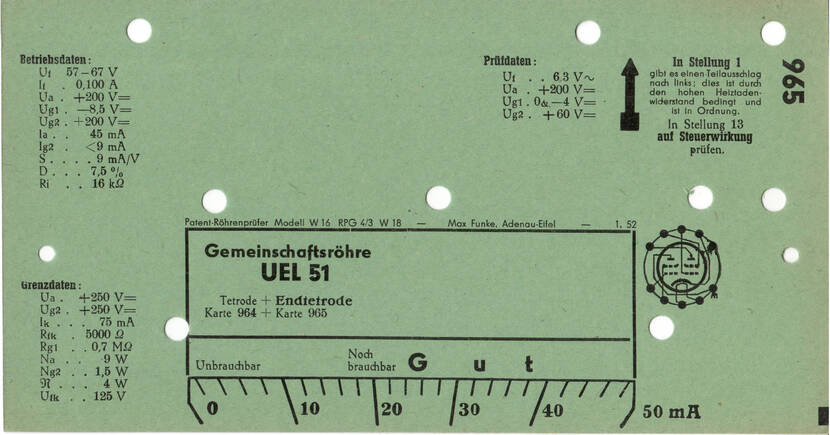 Betriebsdaten:
Uf 57–67 V
If . 0,100 A
Ua . +200 V=
Ug1 . –8,5 V=
Ug2 . +200 V=
Ia . . 45 mA
Ig2 . <9 mA
S . . . . 9 mA/V
D . . . 7,5 %
Ri . . 16 kΩ
Prüfdaten:
Uf . . 6,3 V~
Ua . +200 V=
Ug1 . 0&–4 V=
Ug2 . +60 V=
In Stellung 1
gibt es einen Teilausschlag
nach links; dies ist durch
den hohen Heizfaden-
widerstand bedingt und
ist in Ordnung.
In Stellung 13
auf Steuerwirkung
prüfen.
965
Patent-Röhrenprüfer Modell W 16 RPG 4/3 W 18 — Max Funke, Adenau-Eifel — 1. 52
Gemeinschaftsröhre
UEL 51
Tetrode + Endtetrode
Karte 964 + Karte 965
Grenzdaten:
Ua . +250 V=
Ug2 . +250 V=
Ik . . . 75 mA
Rfk . 5000 Ω
Rg1 . . 0,7 MΩ
Na . . . 9 W
Ng2 . . 1,5 W
N . . . . 4 W
Ufk . . 125 V
Unbrauchbar
Noch
brauchbar
Gut
0 10 20 30 40 50 mA